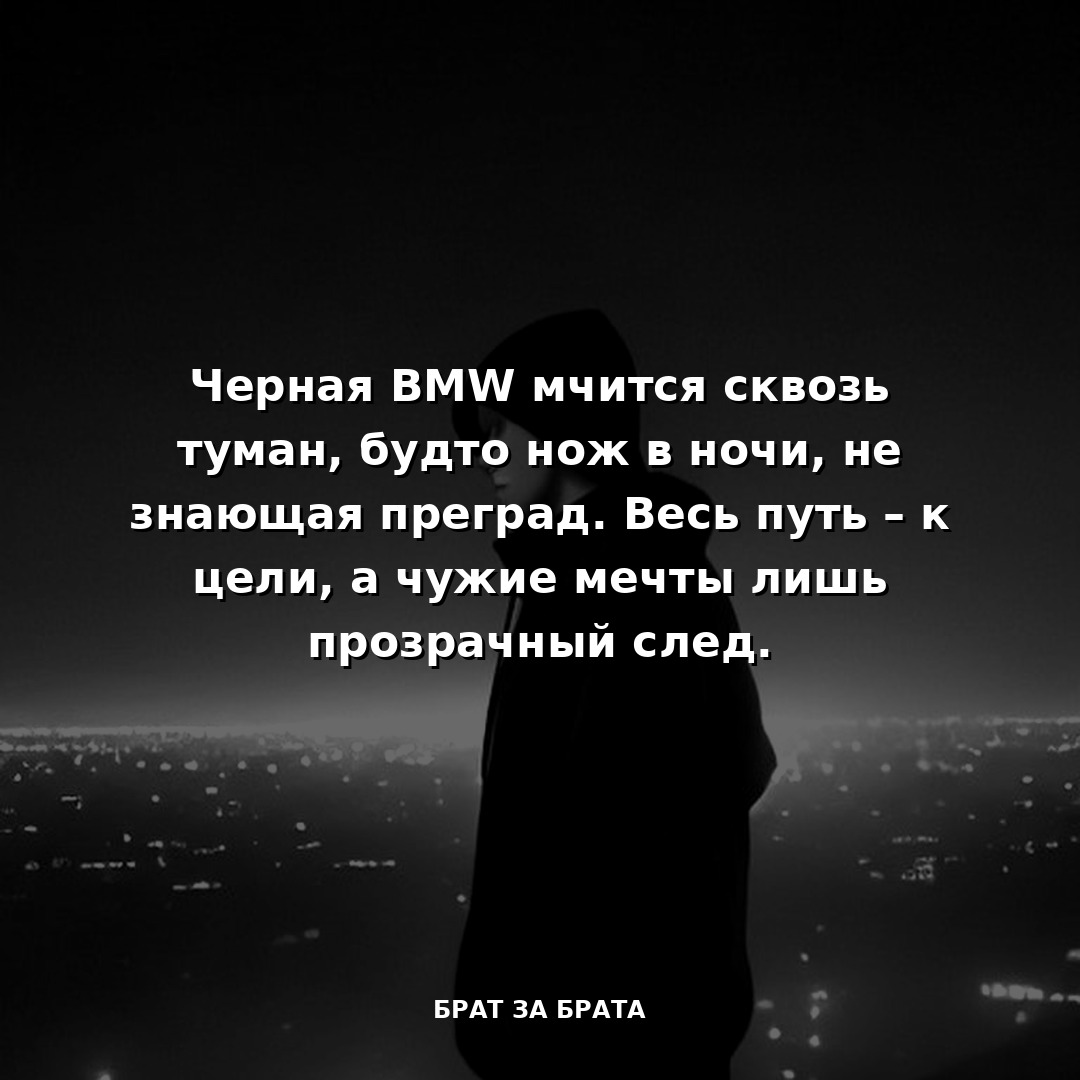 Черная BMW мчится сквозь
туман, будто нож в ночи, не
знающая преград. Весь путь – к
цели, а чужие мечты лишь
прозрачный след.
БРАТ ЗА БРАТА